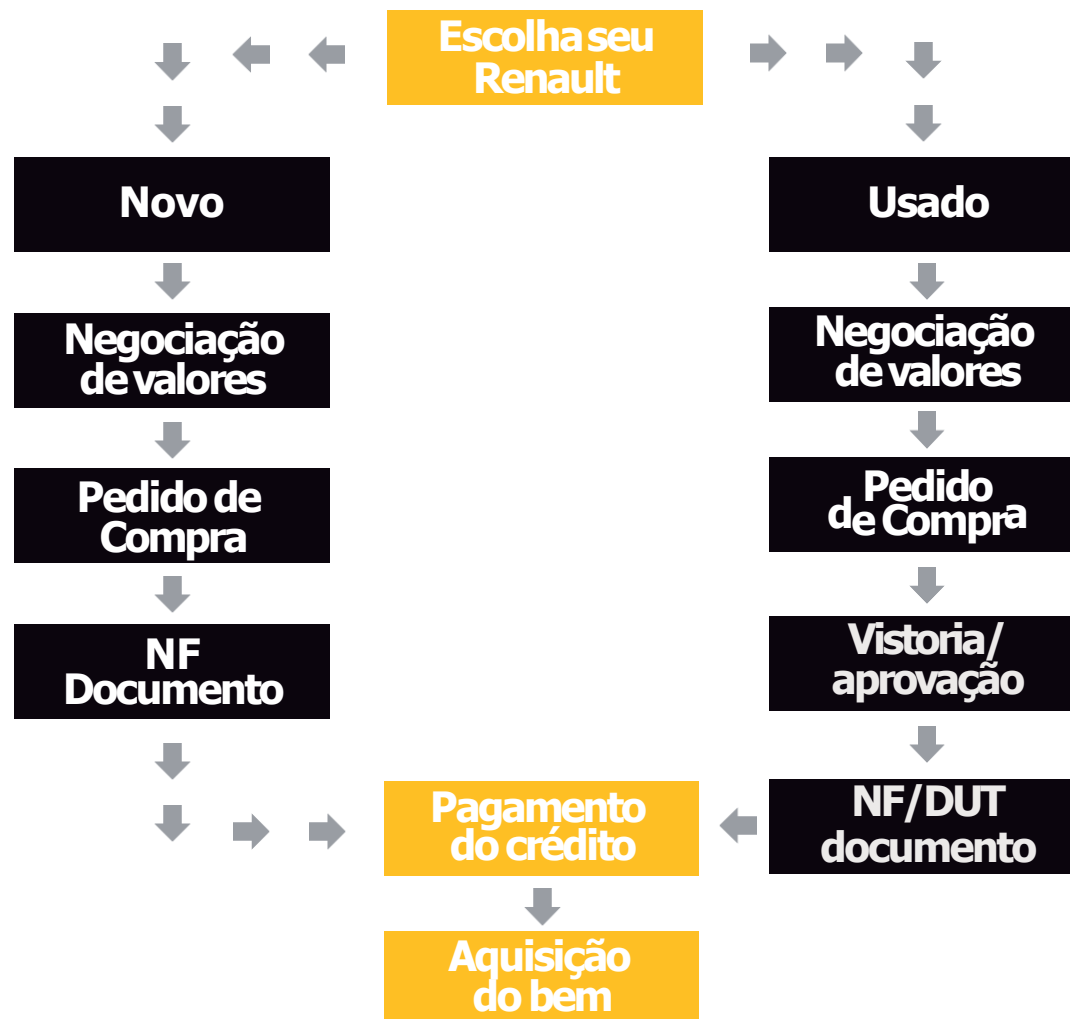 Escolha seu
Renault
Novo
Negociação
de valores
Pedido de
Compra
NF
Documento
Usado
Negociação
de valores
Pedido
de Compra
Vistoria/
aprovação
NF/DUT
documento
Pagamento
do crédito
Aquisição
do bem